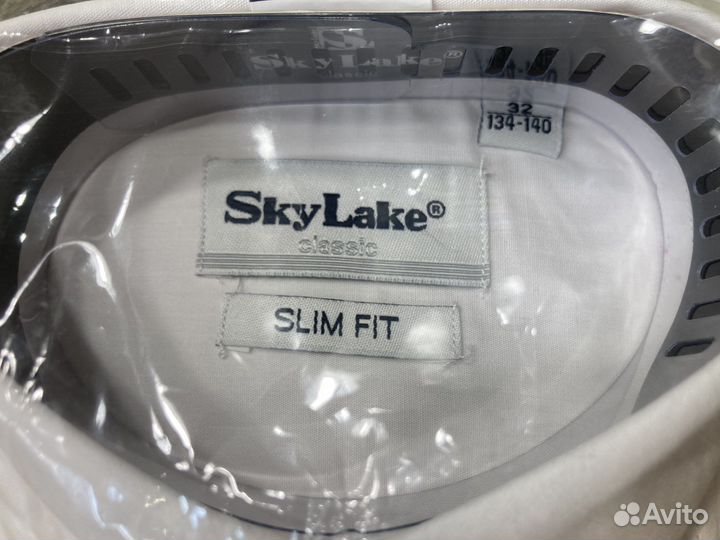 SkyLake®
classic
32
134-140
SkyLake®
classic
SLIM FIT
Avito